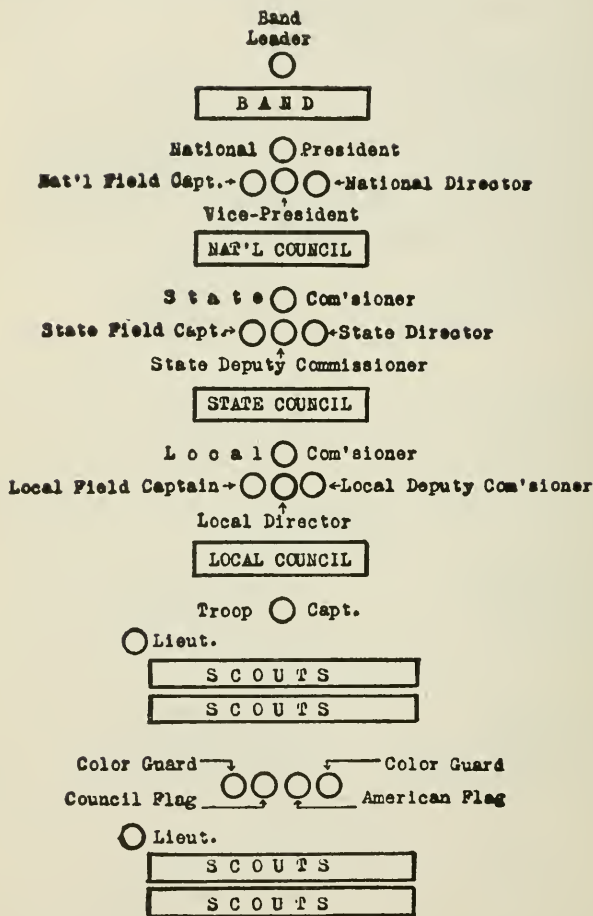 Band
Leader
BAND
National President
Nat'l Field Capt. National Director
Vice-President
NAT'L COUNCIL
State Com'sioner
State Field Capt. State Director
State Deputy Commissioner
STATE COUNCIL
Local Com'sioner
Local Field Captain Local Deputy Com'sioner
Local Director
LOCAL COUNCIL
Troop Capt.
Lieut.
SCOUTS
SCOUTS
Color Guard Color Guard
Council Flag American Flag
Lieut.
SCOUTS
SCOUTS